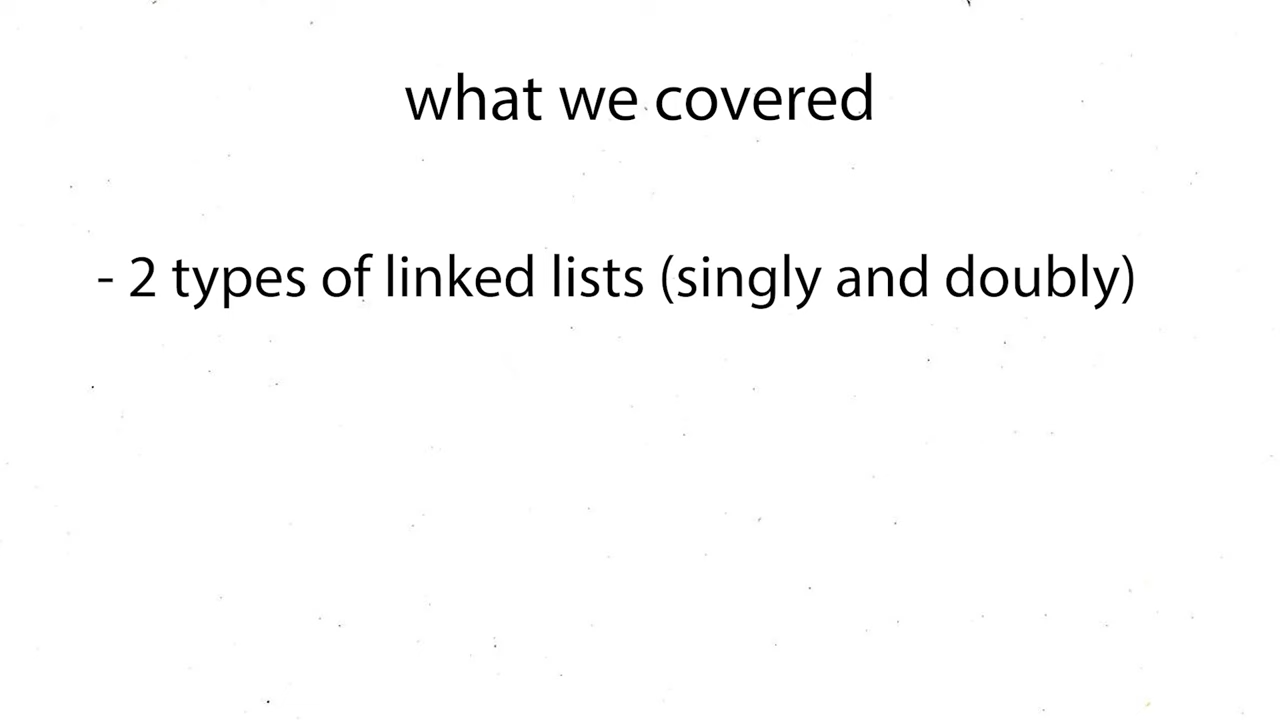 what we covered
- 2 types of linked lists (singly and doubly)